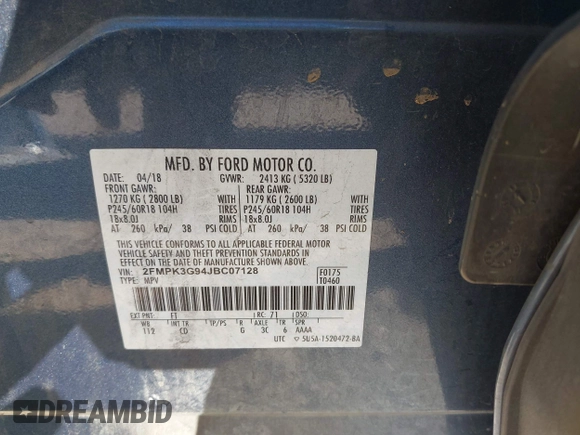 MFD. BY FORD MOTOR CO.
DATE: 04/18 GVWR: 2413 KG ( 5320 LB)
FRONT GAWR: REAR GAWR:
1270 KG ( 2800 LB) WITH 1179 KG ( 2600 LB) WITH
P245/60R18 104H TIRES P245/60R18 104H TIRES
18x8.0J RIMS 18x8.0J RIMS
AT 260 kPa/ 38 PSI COLD AT 260 kPa/ 38 PSI COLD
THIS VEHICLE CONFORMS TO ALL APPLICABLE FEDERAL MOTOR
VEHICLE SAFETY AND THEFT PREVENTION STANDARDS IN
EFFECT ON THE DATE OF MANUFACTURE SHOWN ABOVE.
VIN: 2FMPK3G94JBC07128 F0175
TYPE: MPV T0460
EXT PNT: FT RC: 71 DSO:
WB INT TR TP/PS R AXLE TR SPR
112 CD G 3C 6 AAAA
UTC 5U5A-1520472-BA
DREAMBID